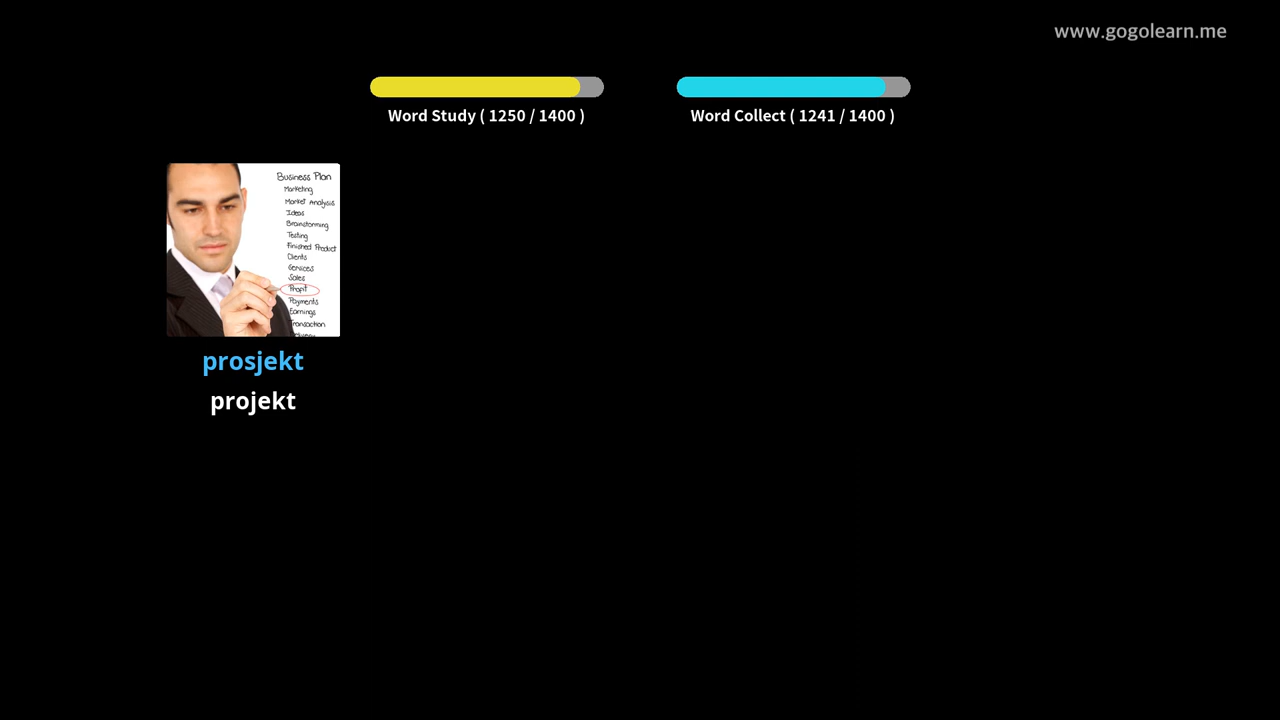 www.gogolearn.me
Word Study ( 1250 / 1400 )
Word Collect ( 1241 / 1400 )
Business Plan
Marketing
Market Analysis
Ideas
Brainstorming
Testing
Finished Product
Clients
Services
Sales
Profit
Payments
Earnings
Transaction
Delivery
prosjekt
projekt